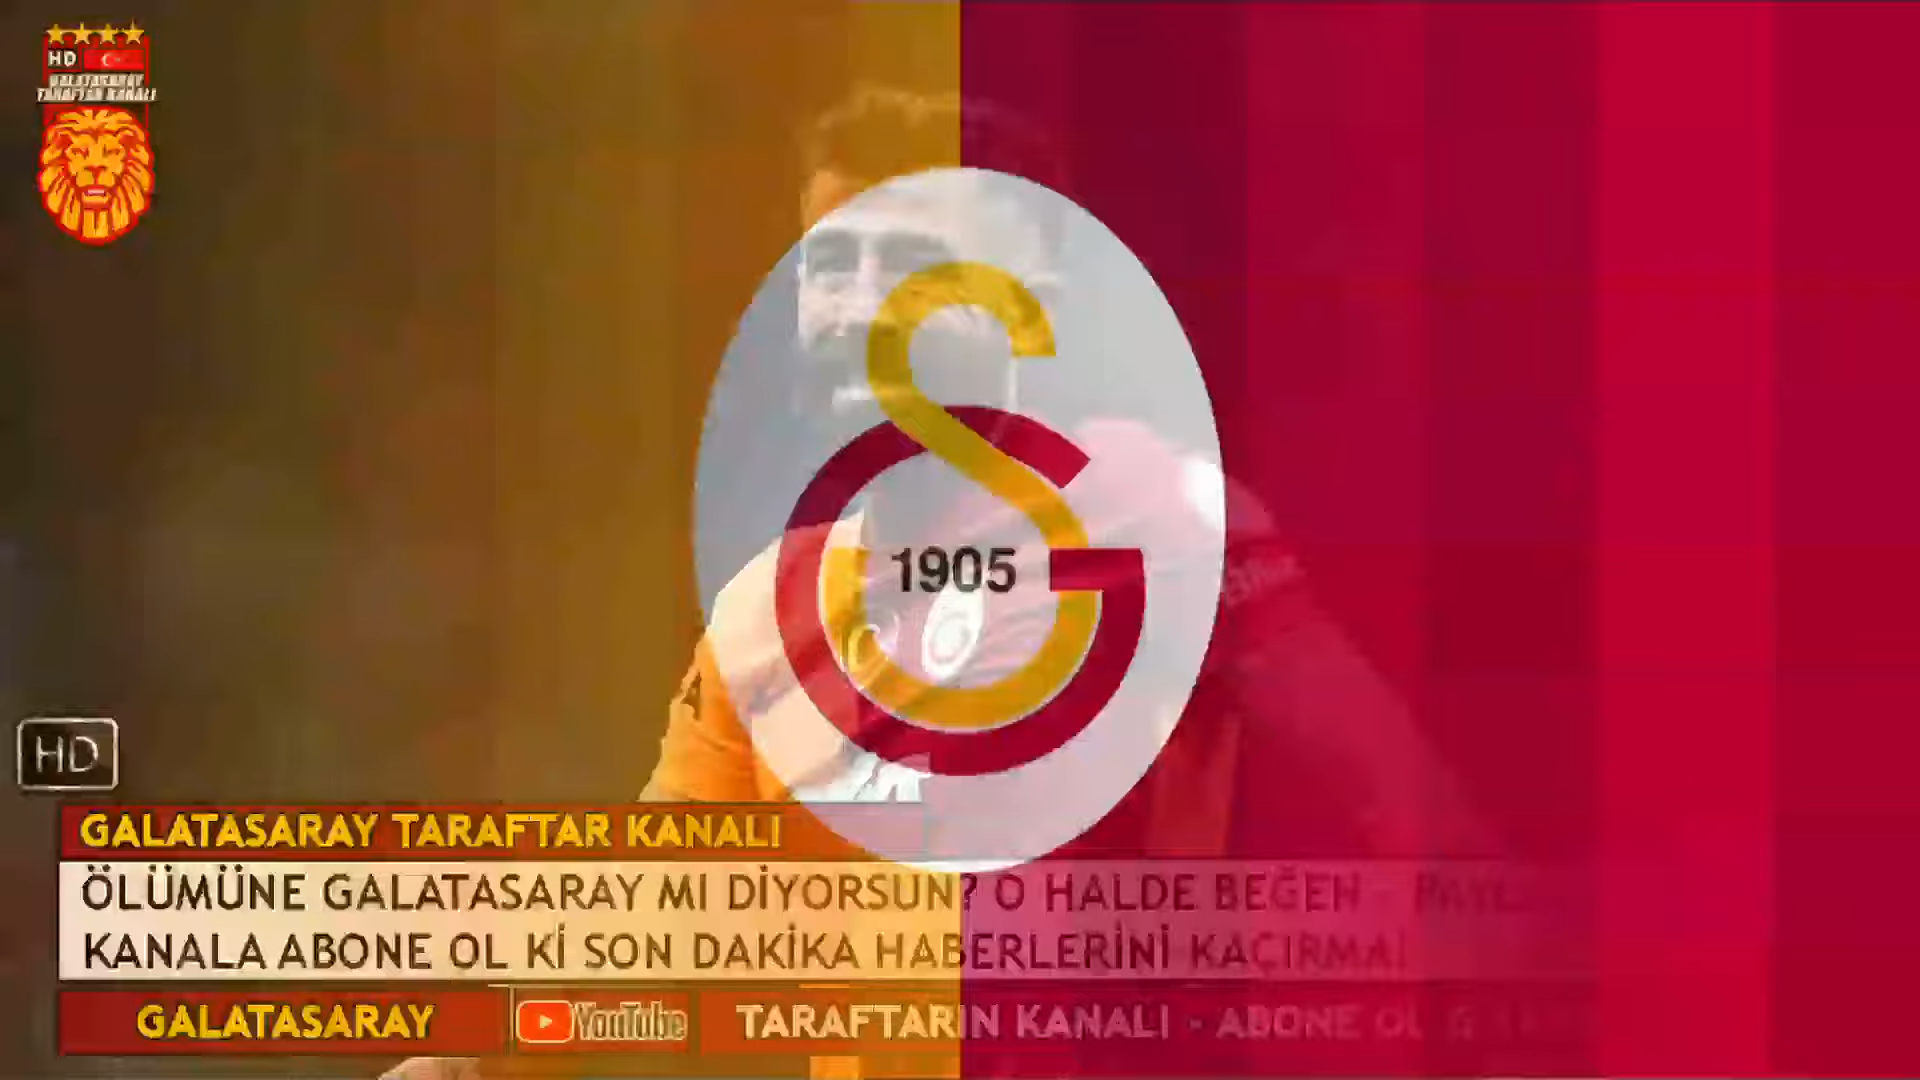 HD
GALATASARAY
TARAFTAR KANALI
1905
HD
GALATASARAY TARAFTAR KANALI
ÖLÜMÜNE GALATASARAY MI DİYORSUN? O HALDE BEĞEN -
KANALA ABONE OL Kİ SON DAKİKA HABERLERİNİ KAÇIRMA!
GALATASARAY
YouTube
TARAFTARIN KANALI - ABONE OL